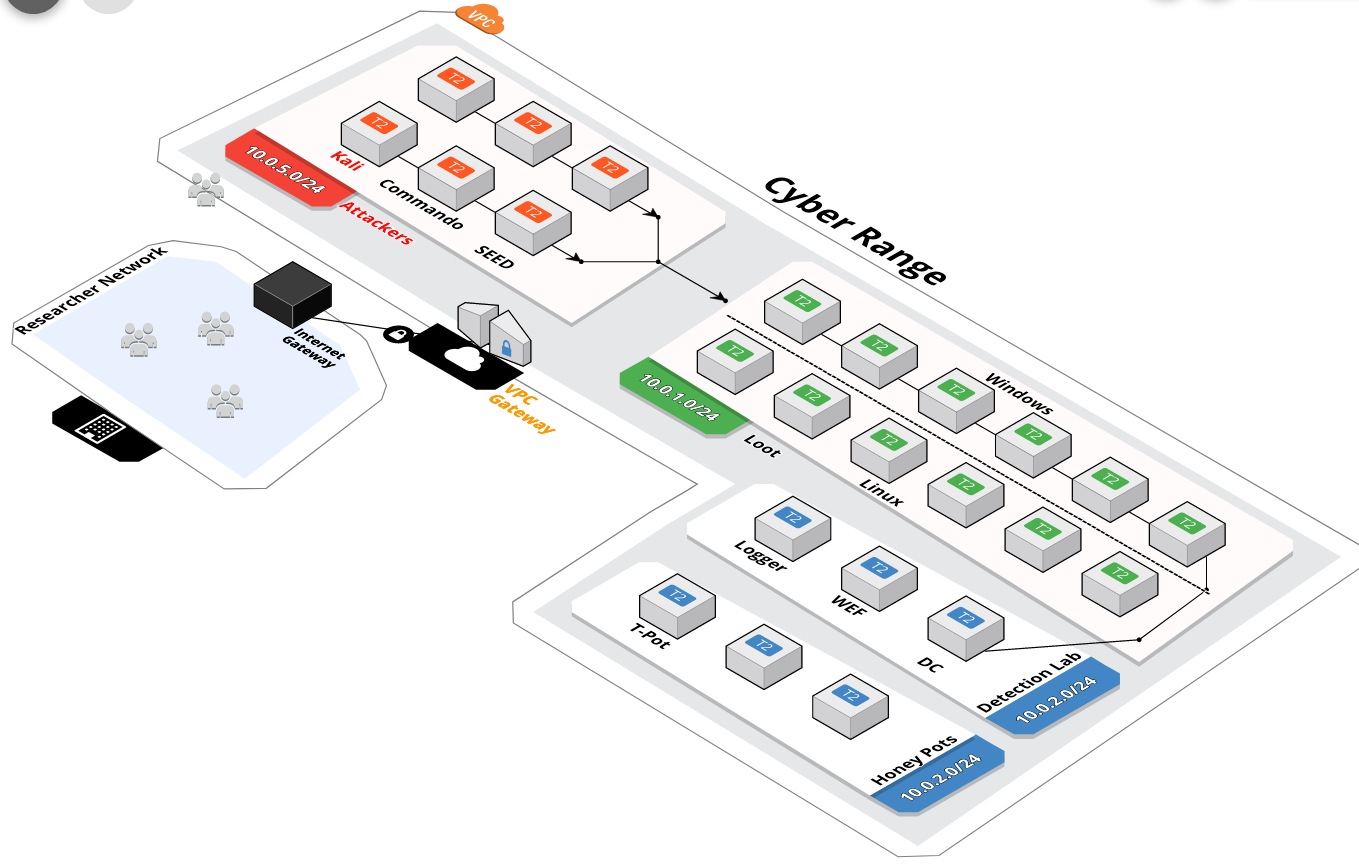 VPC
T2
T2
T2
T2
T2
T2
Kali
Commando
SEED
10.0.5.0/24
Attackers
Cyber Range
Researcher Network
Internet
Gateway
VPC
Gateway
T2
T2
T2
T2
T2
T2
Windows
T2
T2
T2
T2
T2
T2
10.0.1.0/24
Loot
Linux
T2
T2
T2
Logger
WEF
DC
Detection Lab
10.0.2.0/24
T2
T2
T2
T-Pot
Honey Pots
10.0.2.0/24